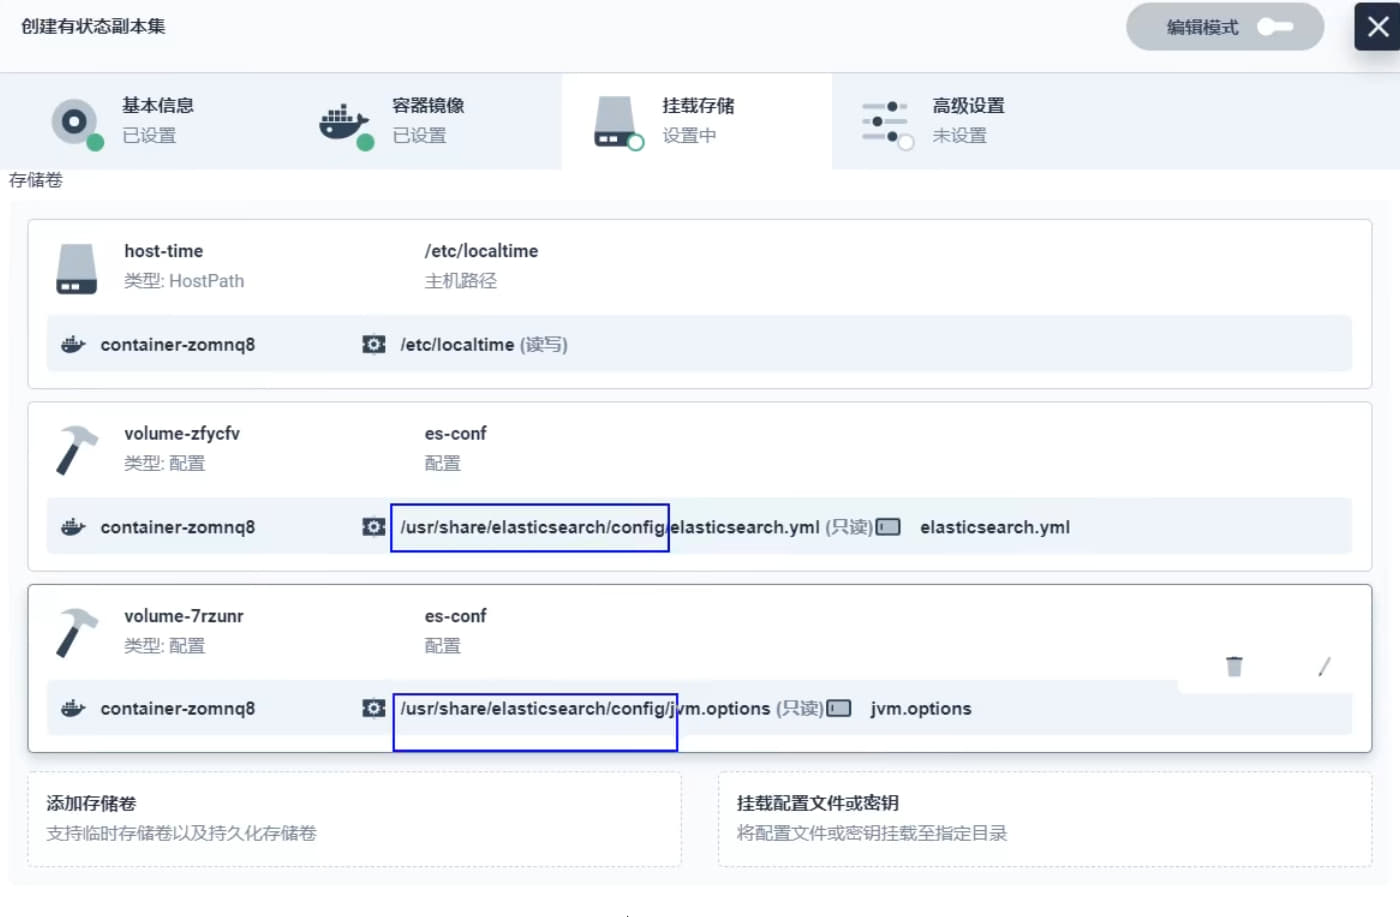 创建有状态副本集
编辑模式
基本信息
已设置
容器镜像
已设置
挂载存储
设置中
高级设置
未设置
存储卷
host-time
类型: HostPath
/etc/localtime
主机路径
container-zomnq8
/etc/localtime (读写)
volume-zfycfv
类型: 配置
es-conf
配置
container-zomnq8
/usr/share/elasticsearch/config/elasticsearch.yml (只读)
elasticsearch.yml
volume-7rzunr
类型: 配置
es-conf
配置
container-zomnq8
/usr/share/elasticsearch/config/jvm.options (只读)
jvm.options
添加存储卷
支持临时存储卷以及持久化存储卷
挂载配置文件或密钥
将配置文件或密钥挂载至指定目录